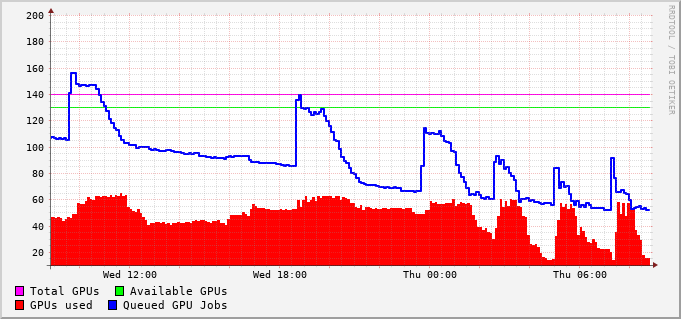 200
180
160
140
120
100
80
60
40
20
Wed 12:00 Wed 18:00 Thu 00:00 Thu 06:00
Total GPUs Available GPUs
GPUs used Queued GPU Jobs
RRDTOOL / TOBI OETIKER